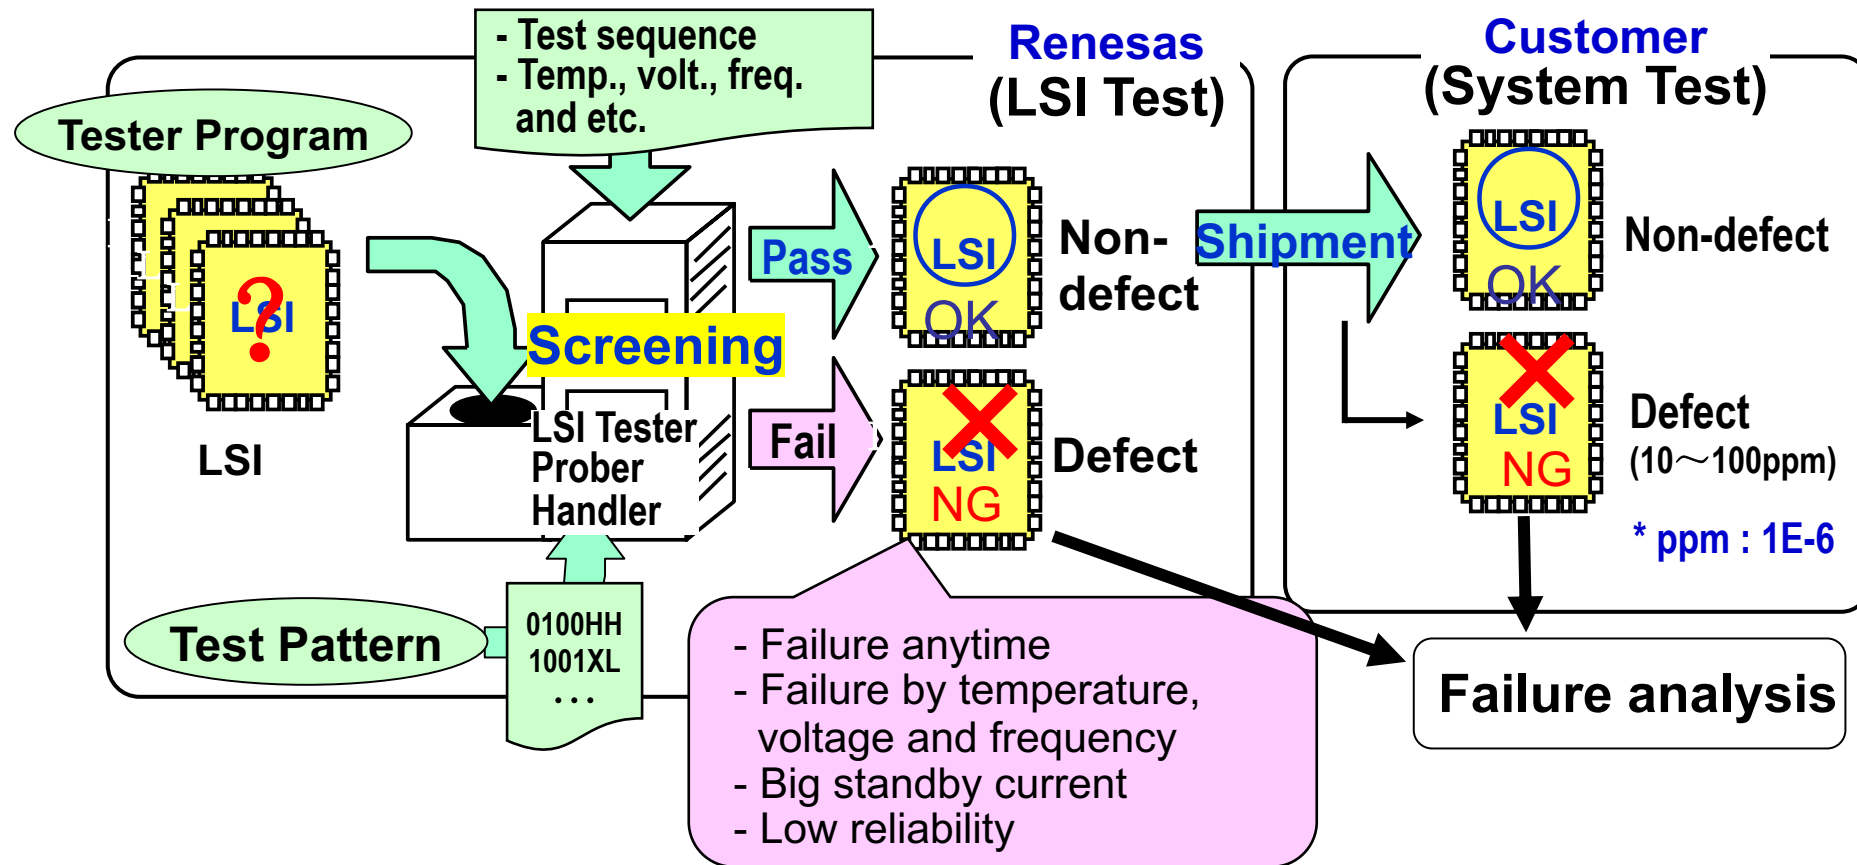 - Test sequence
- Temp., volt., freq.
and etc.
Renesas
(LSI Test)
Customer
(System Test)
Tester Program
LSI
?
LSI
Screening
LSI Tester
Prober
Handler
Pass
LSI
OK
Non-
defect
Shipment
LSI
OK
Non-defect
Fail
LSI
NG
Defect
LSI
NG
Defect
(10～100ppm)
* ppm : 1E-6
Test Pattern
0100HH
1001XL
...
- Failure anytime
- Failure by temperature,
voltage and frequency
- Big standby current
- Low reliability
Failure analysis